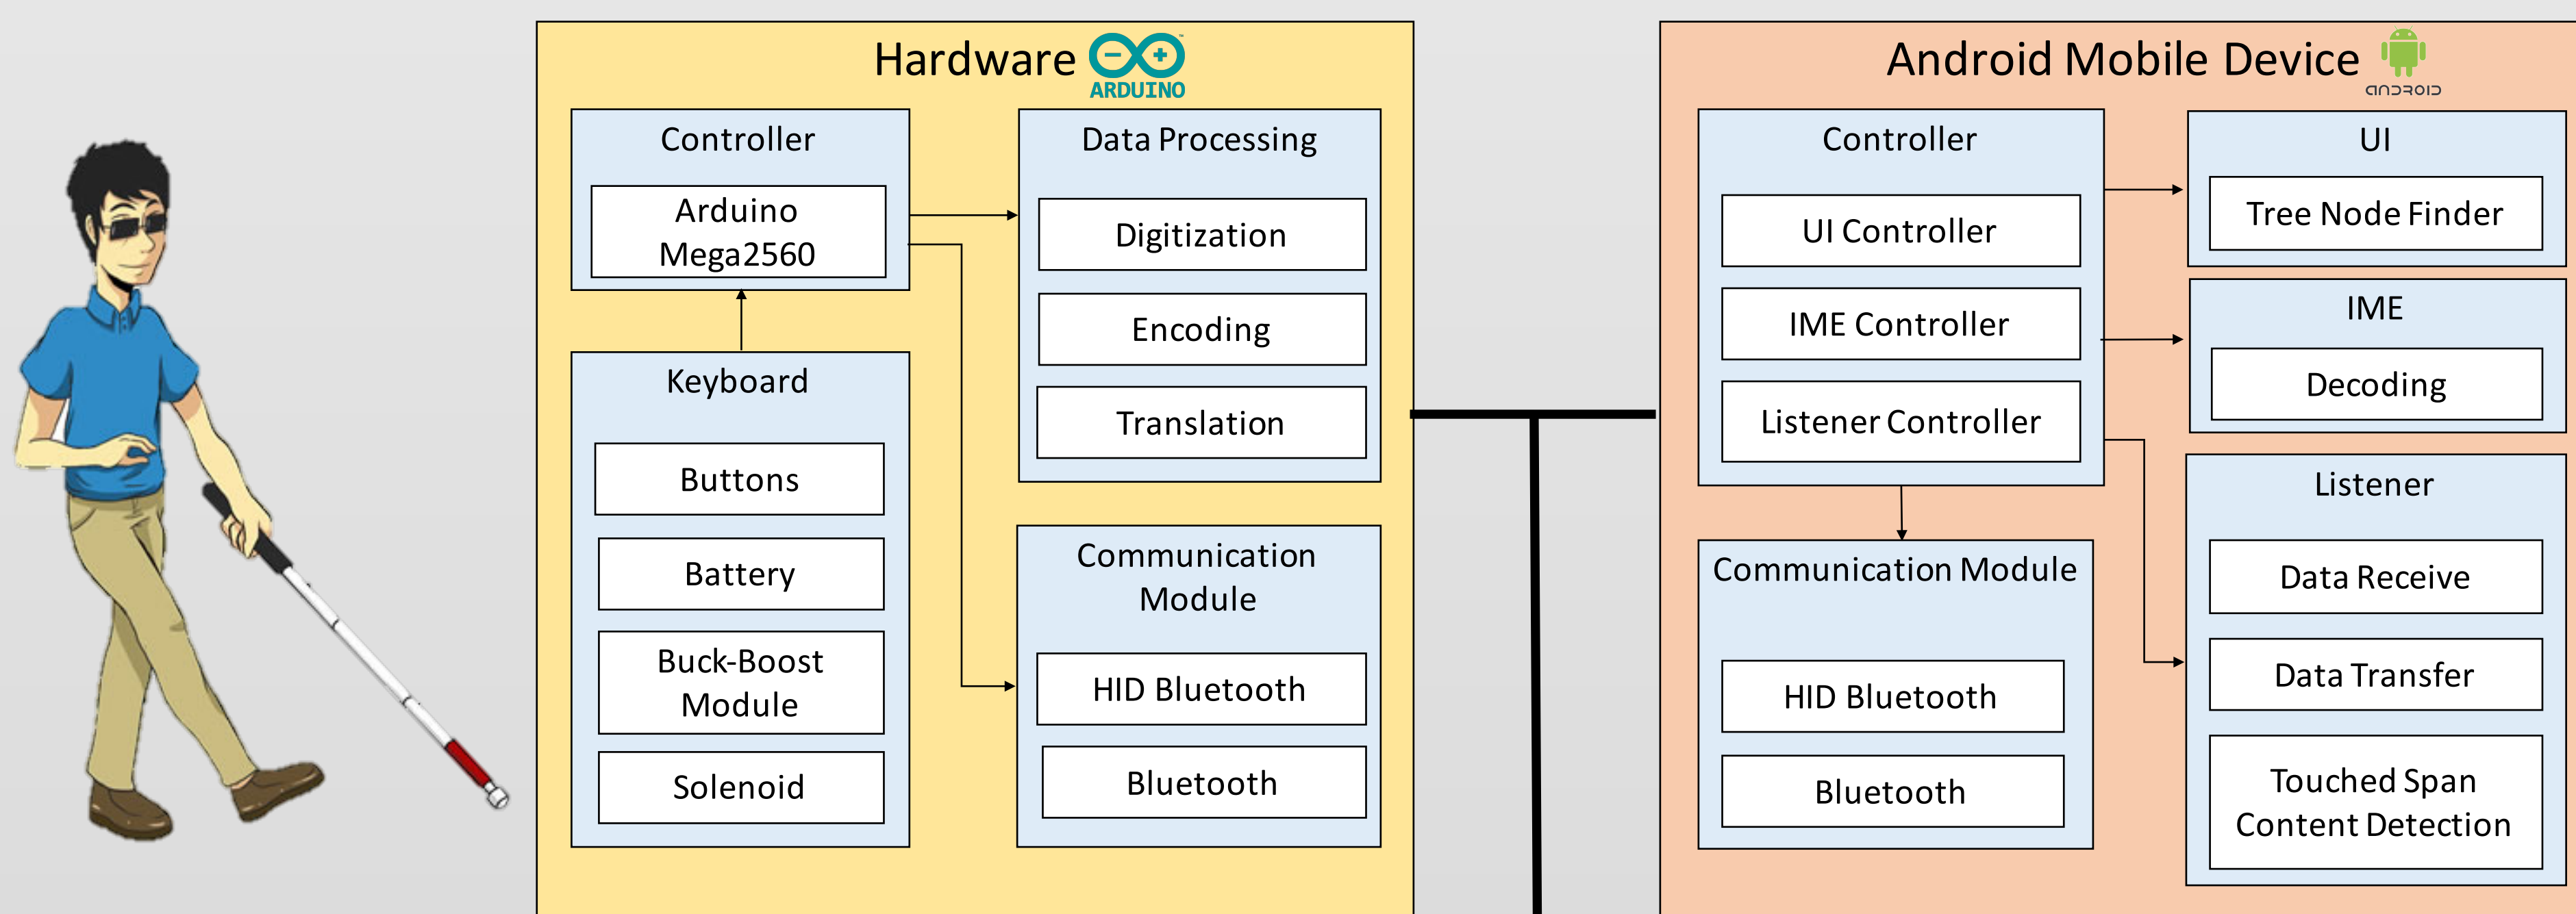 Hardware
ARDUINO
Controller
Arduino
Mega2560
Keyboard
Buttons
Battery
Buck-Boost
Module
Solenoid
Data Processing
Digitization
Encoding
Translation
Communication
Module
HID Bluetooth
Bluetooth
Android Mobile Device
ANDROID
Controller
UI Controller
IME Controller
Listener Controller
Communication Module
HID Bluetooth
Bluetooth
UI
Tree Node Finder
IME
Decoding
Listener
Data Receive
Data Transfer
Touched Span
Content Detection